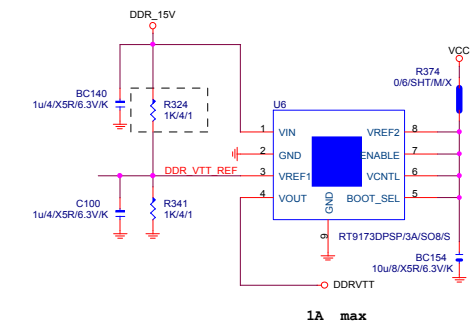 DDR_15V
VCC
R374
0/6/SHT/M/X
BC140
1u/4/X5R/6.3V/K
R324
1K/4/1
U6
1 VIN VREF2 8
2 GND ENABLE 7
DDR_VTT_REF 3 VREF1 VCNTL 6
4 VOUT BOOT_SEL 5
GND
9
C100
1u/4/X5R/6.3V/K
R341
1K/4/1
RT9173DPSP/3A/SO8/S
BC154
10u/8/X5R/6.3V/K
DDRVTT
1A max